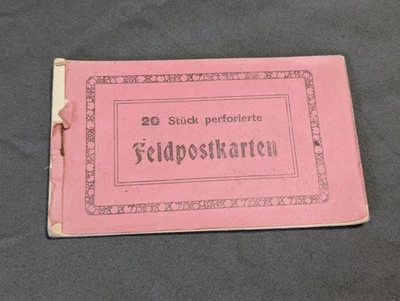 20 Stück perforierte
Feldpostkarten